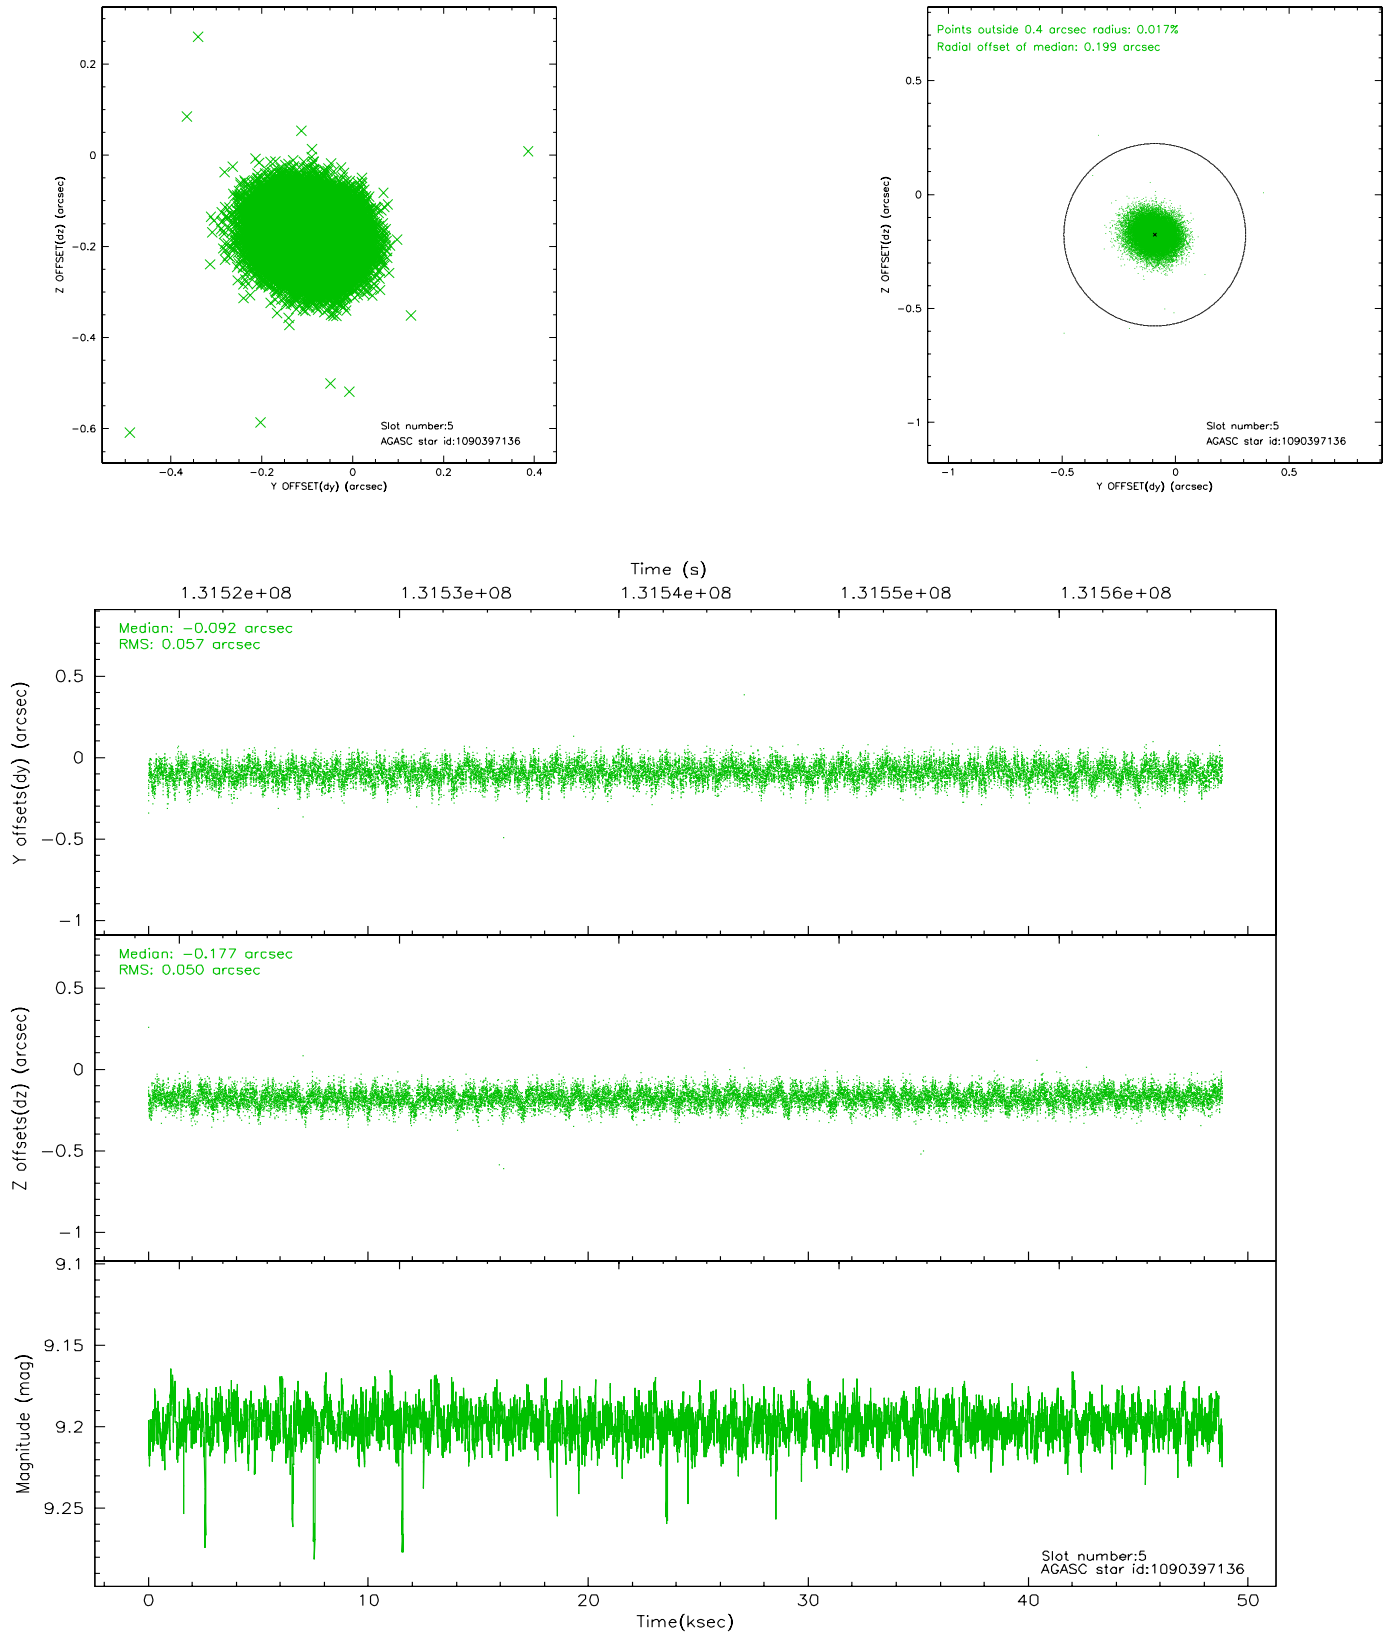 0.2
0
−0.2
−0.4
−0.6
Z OFFSET(dz) (arcsec)
Slot number:5
AGASC star id:1090397136
−0.4 −0.2 0 0.2 0.4
Y OFFSET(dy) (arcsec)
Points outside 0.4 arcsec radius: 0.017%
Radial offset of median: 0.199 arcsec
0.5
0
−0.5
−1
Z OFFSET(dz) (arcsec)
Slot number:5
AGASC star id:1090397136
−1 −0.5 0 0.5
Y OFFSET(dy) (arcsec)
Time (s)
1.3152e+08 1.3153e+08 1.3154e+08 1.3155e+08 1.3156e+08
Median: −0.092 arcsec
RMS: 0.057 arcsec
0.5
0
−0.5
−1
Y offsets(dy) (arcsec)
Median: −0.177 arcsec
RMS: 0.050 arcsec
0.5
0
−0.5
−1
Z offsets(dz) (arcsec)
9.1
9.15
9.2
9.25
Magnitude (mag)
Slot number:5
AGASC star id:1090397136
0 10 20 30 40 50
Time(ksec)